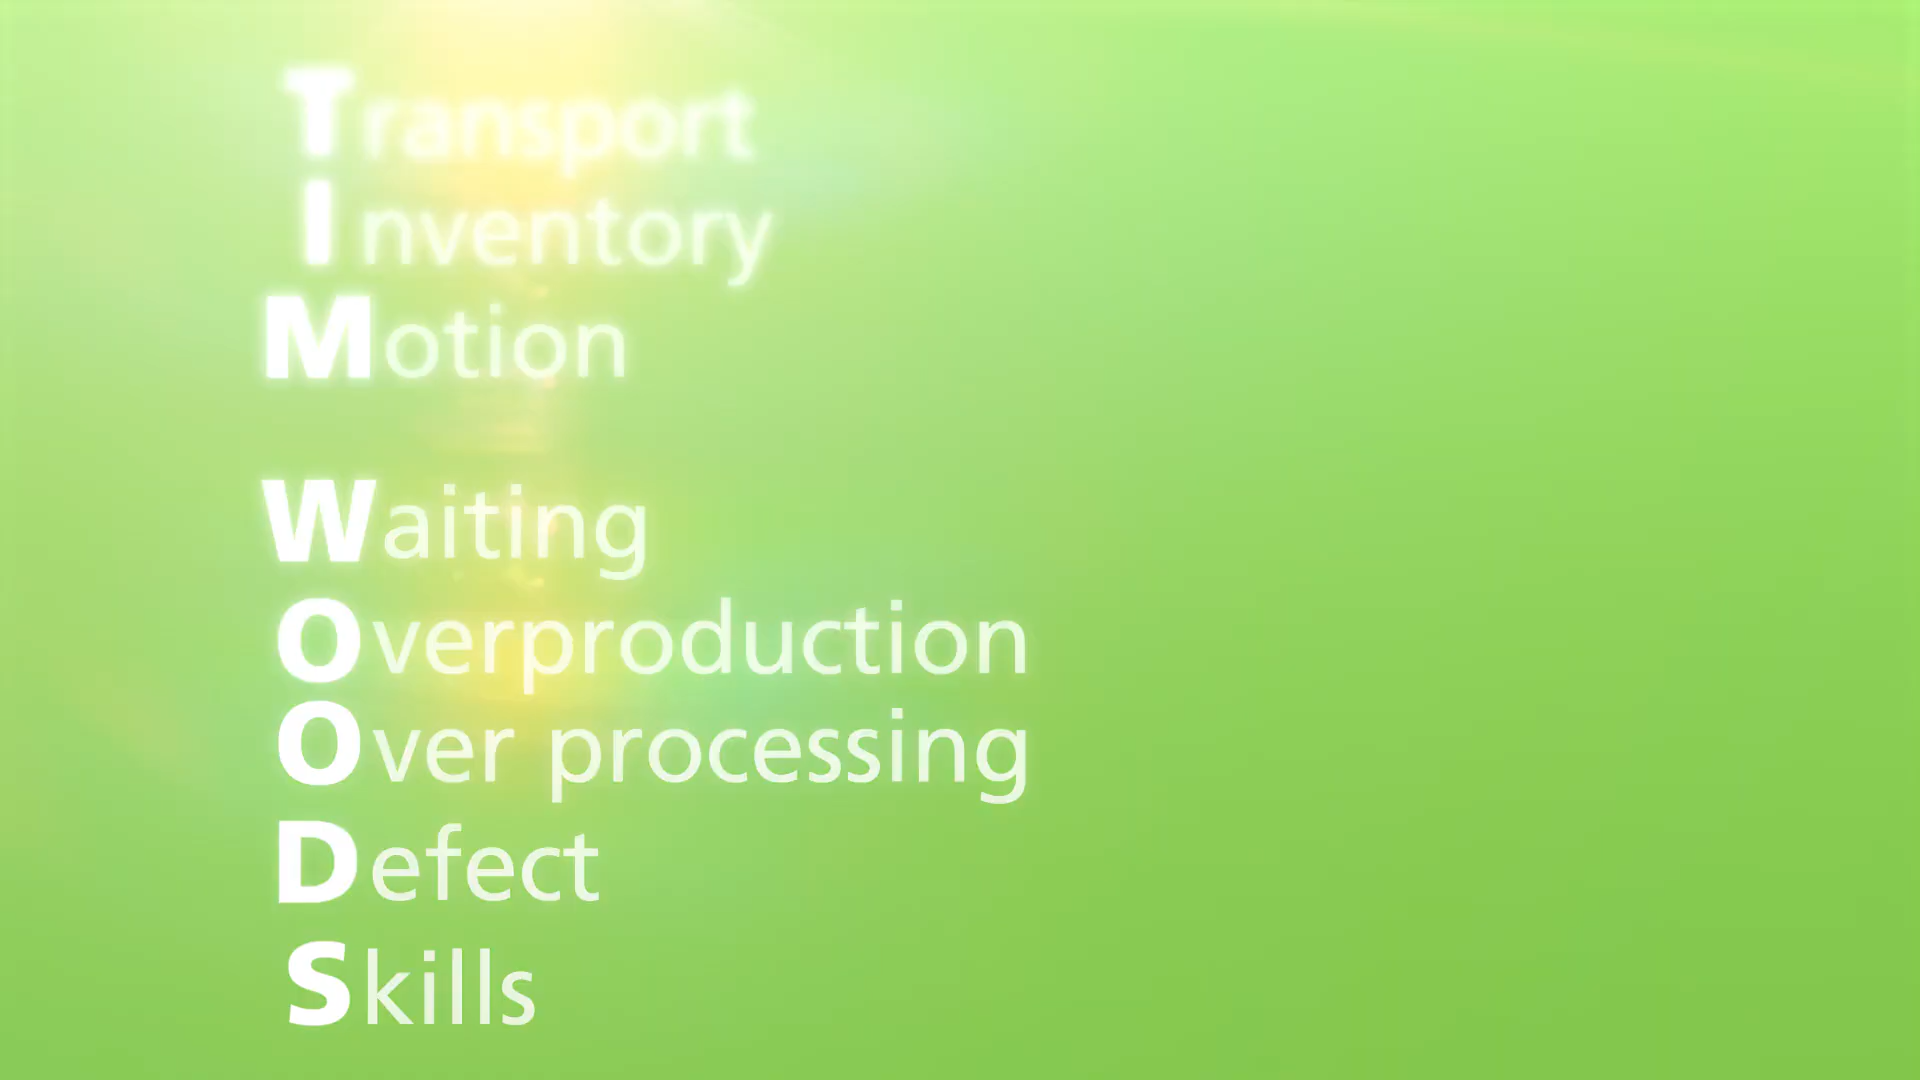 Transport
Inventory
Motion
Waiting
Overproduction
Over processing
Defect
Skills